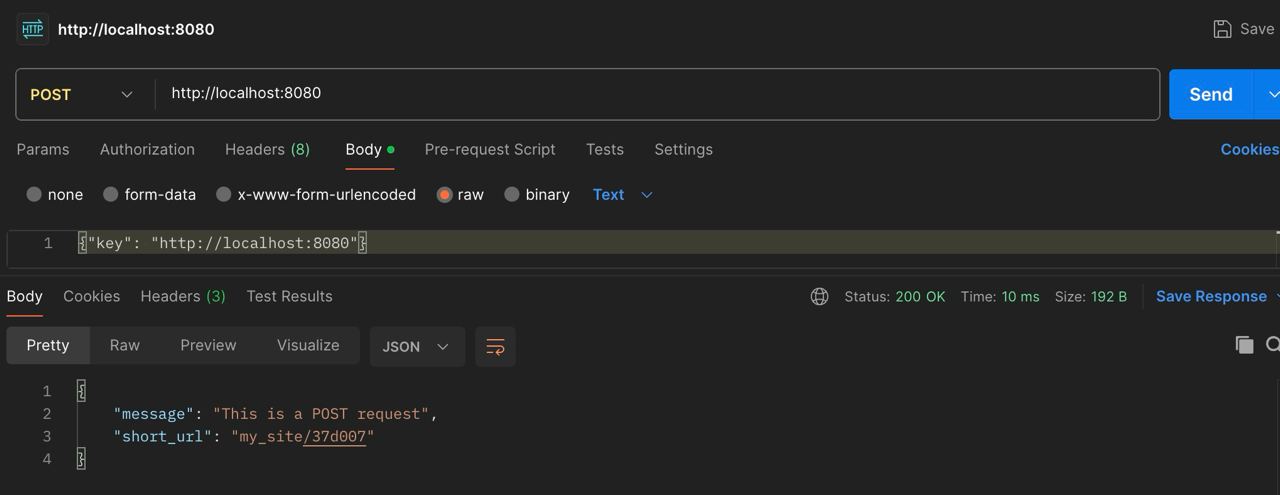 HTTP http://localhost:8080 Save
POST http://localhost:8080 Send
Params Authorization Headers (8) Body Pre-request Script Tests Settings Cookies
none form-data x-www-form-urlencoded raw binary Text
1 {"key": "http://localhost:8080"}
Body Cookies Headers (3) Test Results Status: 200 OK Time: 10 ms Size: 192 B Save Response
Pretty Raw Preview Visualize JSON
1 {
2 "message": "This is a POST request",
3 "short_url": "my_site/37d007"
4 }